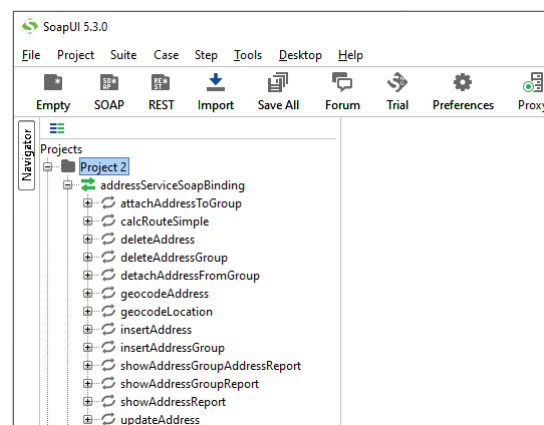 SoapUI 5.3.0
File Project Suite Case Step Tools Desktop Help
Empty SOAP REST Import Save All Forum Trial Preferences Proxy
Navigator
Projects
Project 2
addressServiceSoapBinding
attachAddressToGroup
calcRouteSimple
deleteAddress
deleteAddressGroup
detachAddressFromGroup
geocodeAddress
geocodeLocation
insertAddress
insertAddressGroup
showAddressGroupAddressReport
showAddressGroupReport
showAddressReport
updateAddress